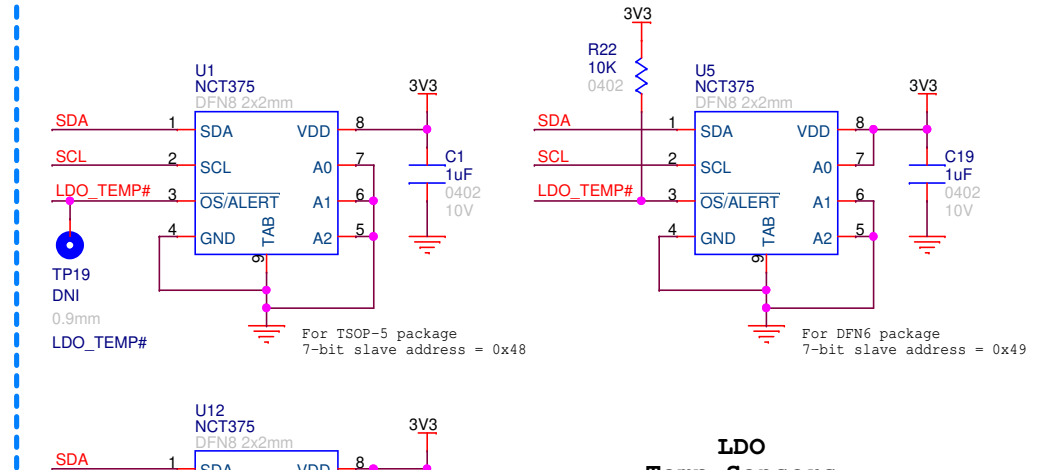 3V3
R22
10K
0402
U1
NCT375
DFN8 2x2mm
3V3
SDA
1
SDA
VDD
8
SCL
2
SCL
A0
7
C1
1uF
0402
10V
LDO_TEMP#
3
OS/ALERT
A1
6
4
GND
TAB
A2
5
9
TP19
DNI
0.9mm
LDO_TEMP#
For TSOP-5 package
7-bit slave address = 0x48
U5
NCT375
DFN8 2x2mm
3V3
SDA
1
SDA
VDD
8
SCL
2
SCL
A0
7
C19
1uF
0402
10V
LDO_TEMP#
3
OS/ALERT
A1
6
4
GND
TAB
A2
5
9
For DFN6 package
7-bit slave address = 0x49
U12
NCT375
DFN8 2x2mm
3V3
SDA
1
SDA
VDD
8
LDO
Temp Sensors